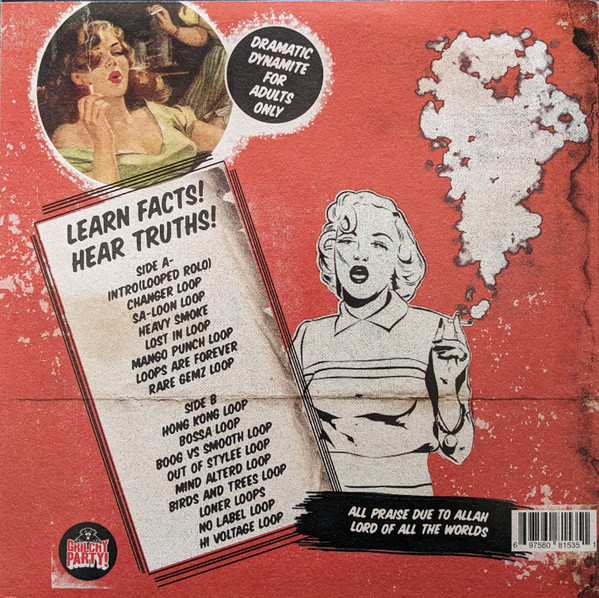 DRAMATIC
DYNAMITE
FOR
ADULTS
ONLY
LEARN FACTS!
HEAR TRUTHS!
SIDE A-
INTRO(LOOPED ROLO)
CHANGER LOOP
SA-LOON LOOP
HEAVY SMOKE
LOST IN LOOP
MANGO PUNCH LOOP
LOOPS ARE FOREVER
RARE GEMZ LOOP
SIDE B
HONG KONG LOOP
BOSSA LOOP
BOOG VS SMOOTH LOOP
OUT OF STYLEE LOOP
MIND ALTERD LOOP
BIRDS AND TREES LOOP
LONER LOOPS
NO LABEL LOOP
HI VOLTAGE LOOP
GRILCHY
PARTY!
ALL PRAISE DUE TO ALLAH
LORD OF ALL THE WORLDS
6 97560 81535 1